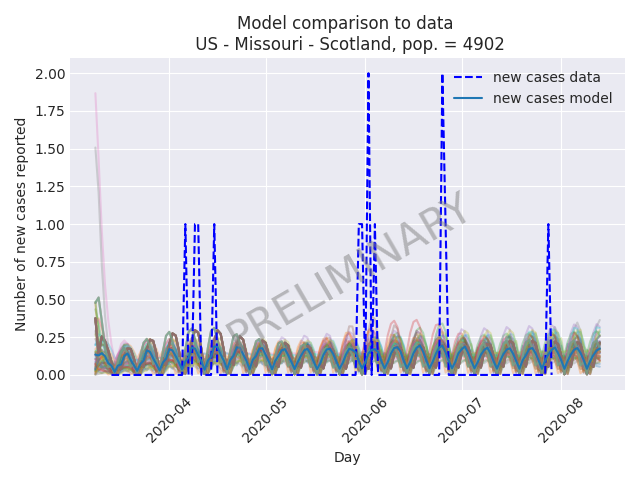 Model comparison to data
US - Missouri - Scotland, pop. = 4902
new cases data
new cases model
Number of new cases reported
2.00
1.75
1.50
1.25
1.00
0.75
0.50
0.25
0.00
PRELIMINARY
2020-04
2020-05
2020-06
2020-07
2020-08
Day